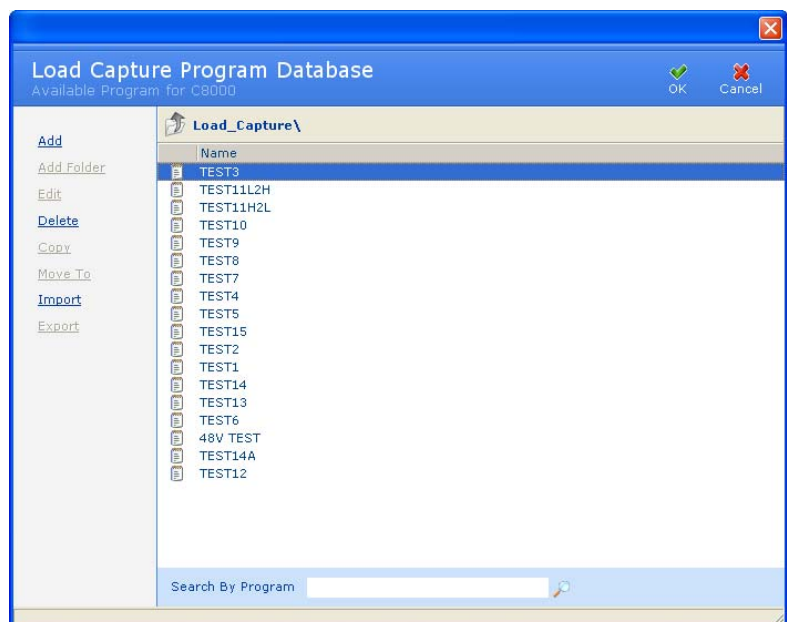 Load Capture Program Database
Available Program for C8000
OK
Cancel
Add
Add Folder
Edit
Delete
Copy
Move To
Import
Export
Load_Capture\
Name
TEST3
TEST11L2H
TEST11H2L
TEST10
TEST9
TEST8
TEST7
TEST4
TEST5
TEST15
TEST2
TEST1
TEST14
TEST13
TEST6
48V TEST
TEST14A
TEST12
Search By Program